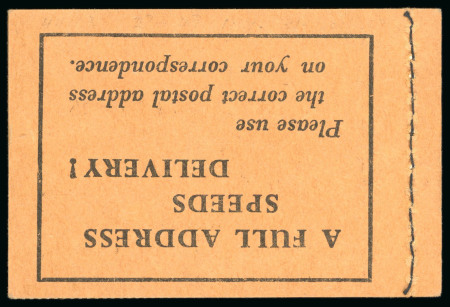 A FULL ADDRESS
SPEEDS
DELIVERY!
Please use
the correct postal address
on your correspondence.